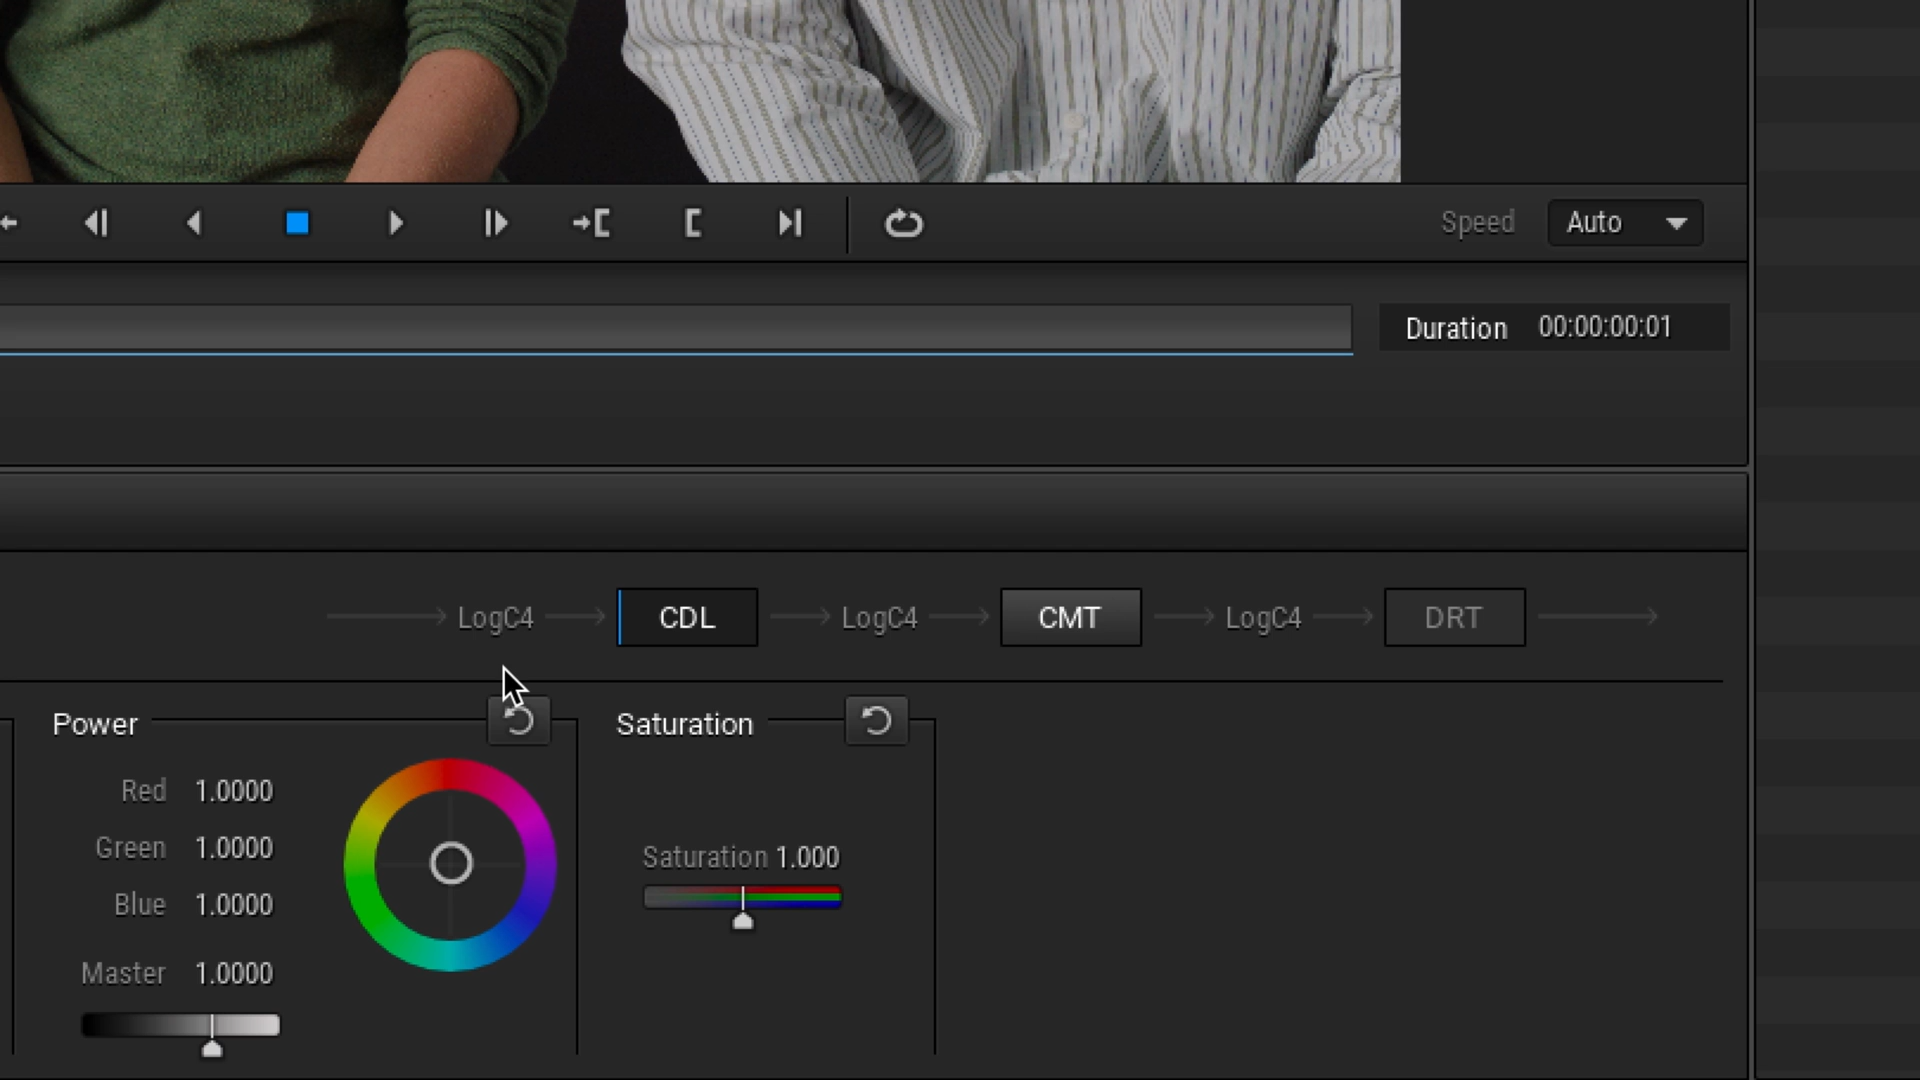 Speed Auto
Duration 00:00:00:01
LogC4 CDL LogC4 CMT LogC4 DRT
Power Saturation
Red 1.0000
Green 1.0000
Saturation 1.000
Blue 1.0000
Master 1.0000